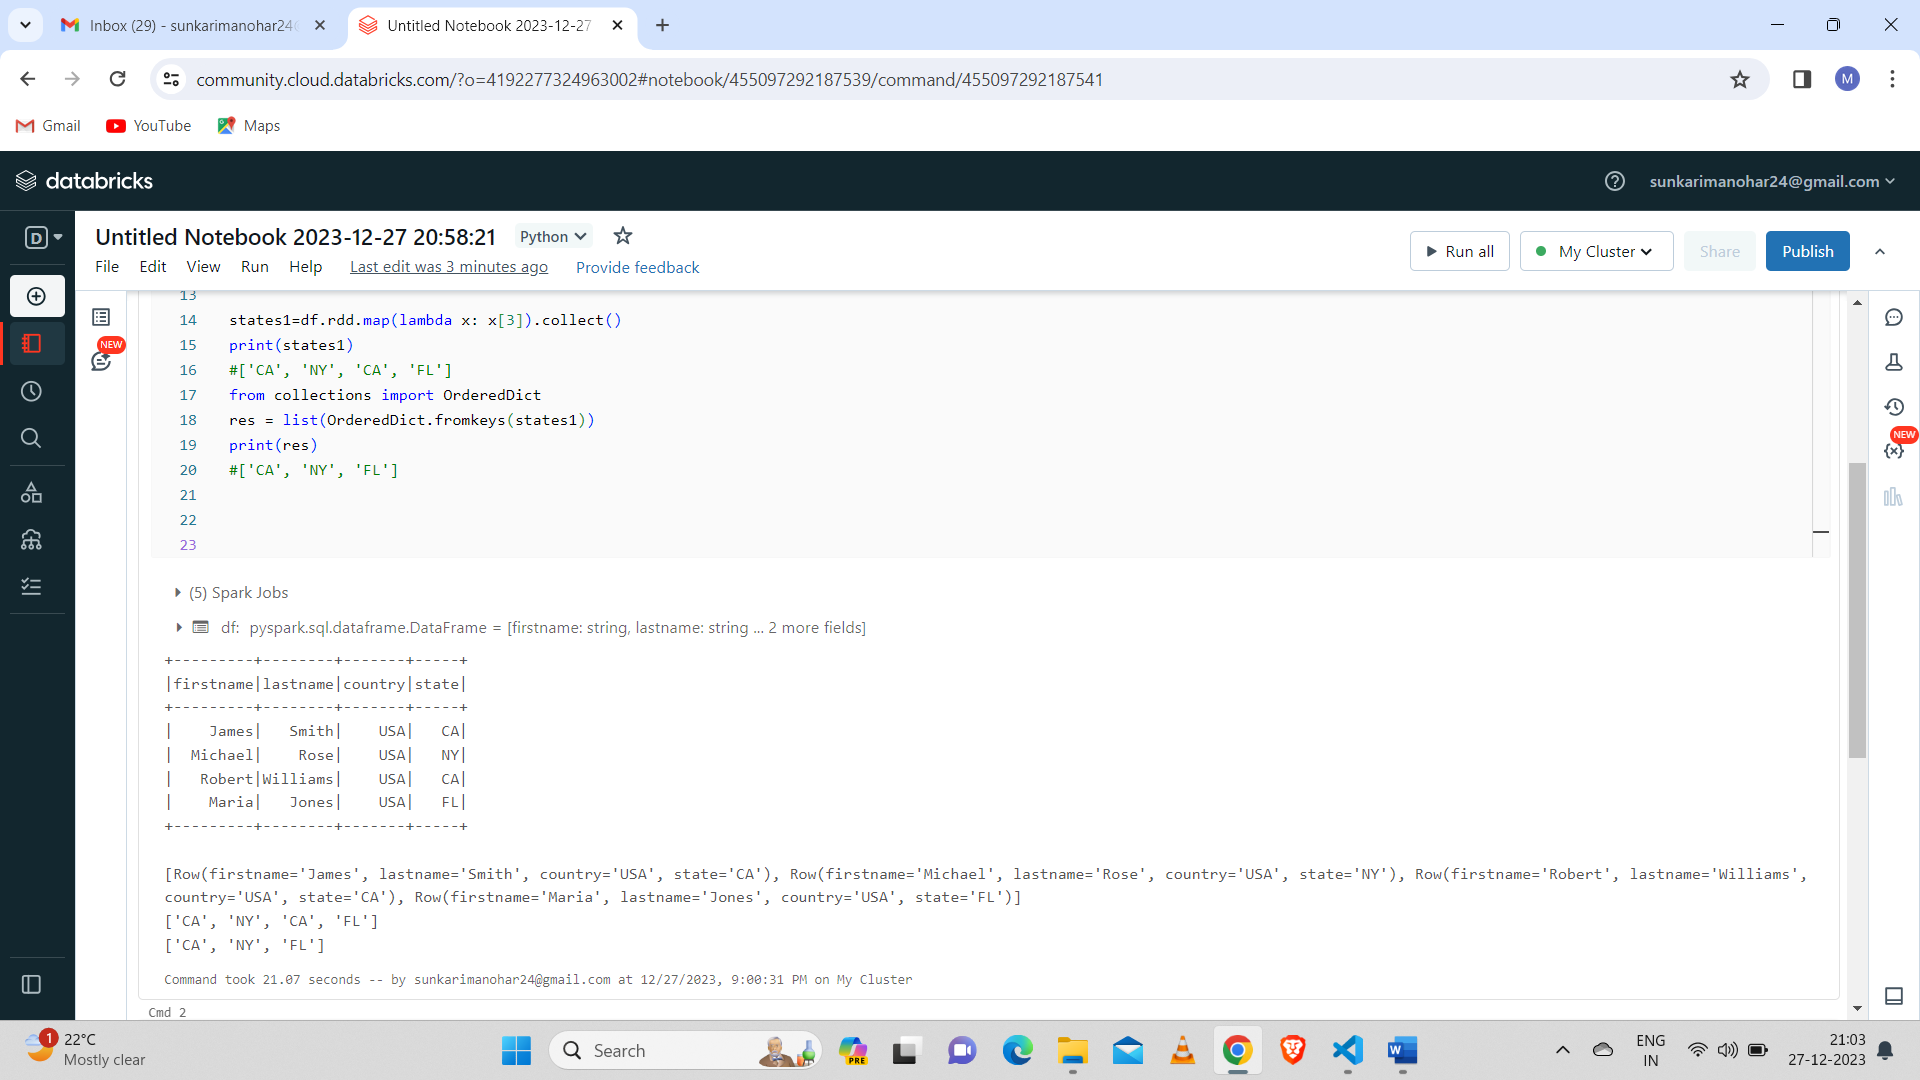 Inbox (29) - sunkarimanohar24@
Untitled Notebook 2023-12-27
community.cloud.databricks.com/?o=4192277324963002#notebook/455097292187539/command/455097292187541
M
Gmail
YouTube
Maps
databricks
sunkarimanohar24@gmail.com
D
Untitled Notebook 2023-12-27 20:58:21
Python
File Edit View Run Help Last edit was 3 minutes ago Provide feedback
Run all
My Cluster
Share
Publish
NEW
NEW
13
14 states1=df.rdd.map(lambda x: x[3]).collect()
15 print(states1)
16 #['CA', 'NY', 'CA', 'FL']
17 from collections import OrderedDict
18 res = list(OrderedDict.fromkeys(states1))
19 print(res)
20 #['CA', 'NY', 'FL']
21
22
23
(5) Spark Jobs
df: pyspark.sql.dataframe.DataFrame = [firstname: string, lastname: string ... 2 more fields]
+---------+--------+-------+-----+
|firstname|lastname|country|state|
+---------+--------+-------+-----+
|    James|   Smith|    USA|   CA|
|  Michael|    Rose|    USA|   NY|
|   Robert|Williams|    USA|   CA|
|    Maria|   Jones|    USA|   FL|
+---------+--------+-------+-----+
[Row(firstname='James', lastname='Smith', country='USA', state='CA'), Row(firstname='Michael', lastname='Rose', country='USA', state='NY'), Row(firstname='Robert', lastname='Williams',
country='USA', state='CA'), Row(firstname='Maria', lastname='Jones', country='USA', state='FL')]
['CA', 'NY', 'CA', 'FL']
['CA', 'NY', 'FL']
Command took 21.07 seconds -- by sunkarimanohar24@gmail.com at 12/27/2023, 9:00:31 PM on My Cluster
Cmd 2
1
22°C
Mostly clear
Search
PRE
ENG
IN
21:03
27-12-2023